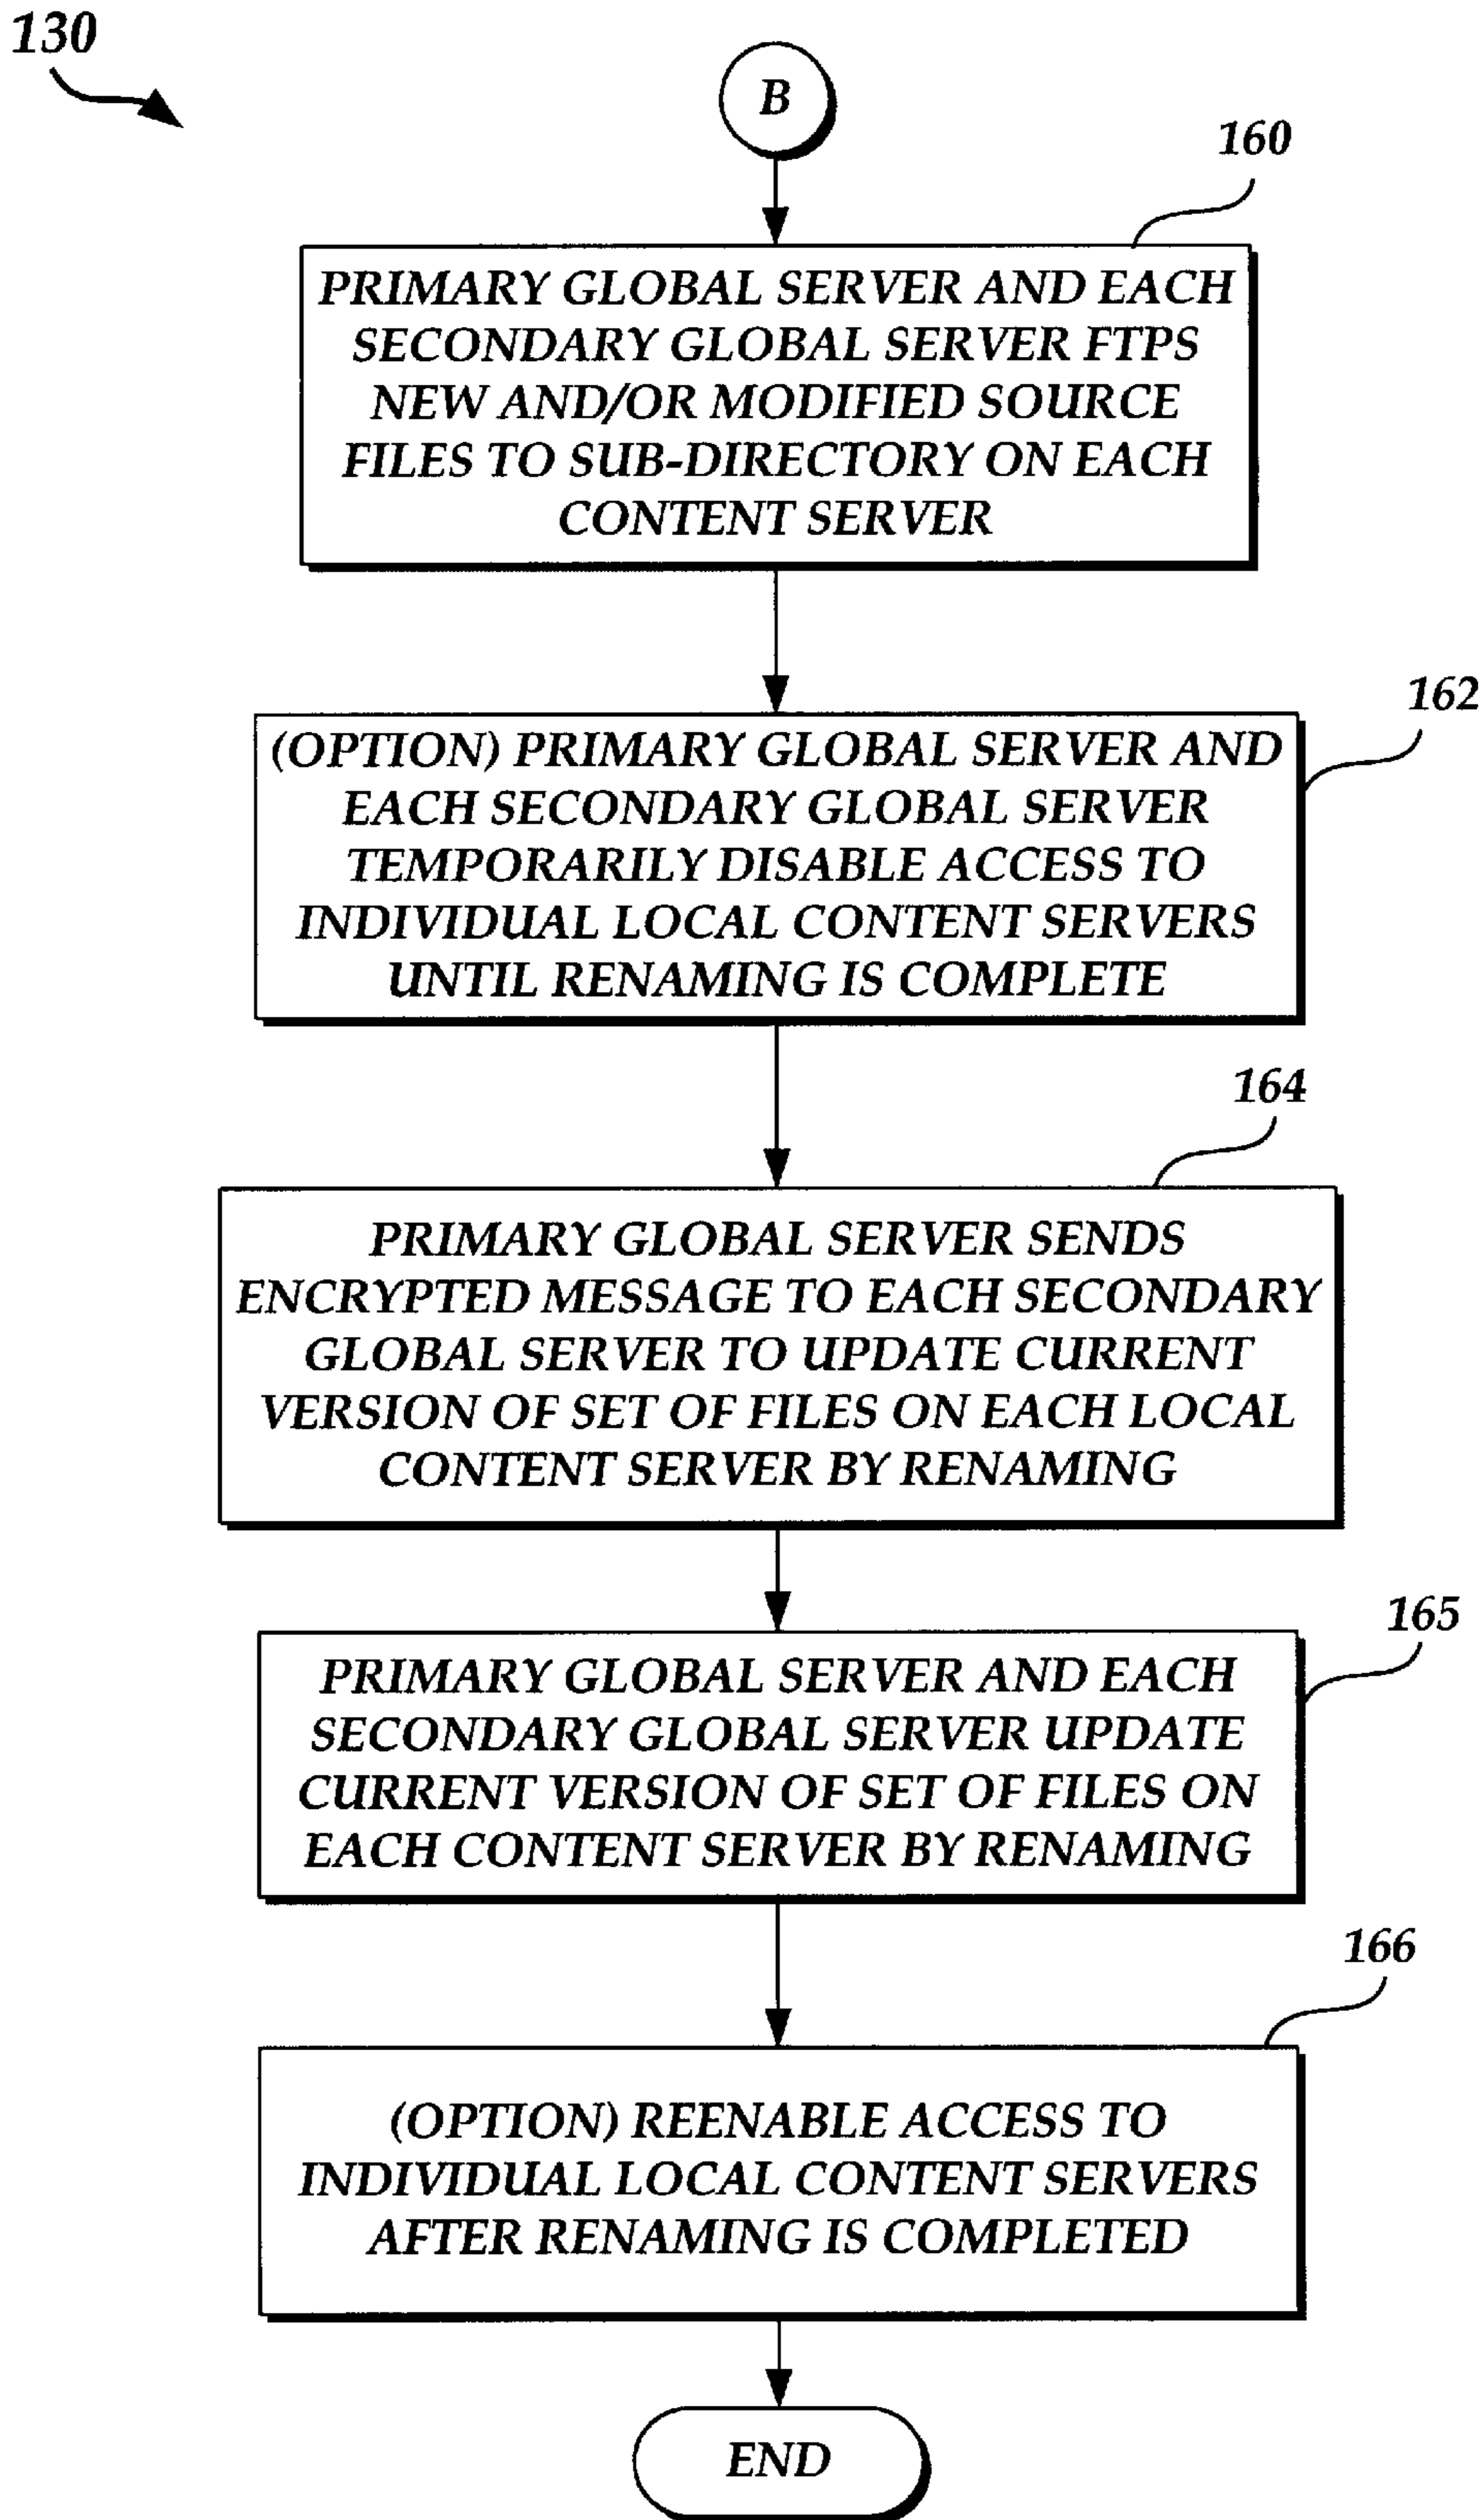 130
B
160
PRIMARY GLOBAL SERVER AND EACH
SECONDARY GLOBAL SERVER FTPS
NEW AND/OR MODIFIED SOURCE
FILES TO SUB-DIRECTORY ON EACH
CONTENT SERVER
162
(OPTION) PRIMARY GLOBAL SERVER AND
EACH SECONDARY GLOBAL SERVER
TEMPORARILY DISABLE ACCESS TO
INDIVIDUAL LOCAL CONTENT SERVERS
UNTIL RENAMING IS COMPLETE
164
PRIMARY GLOBAL SERVER SENDS
ENCRYPTED MESSAGE TO EACH SECONDARY
GLOBAL SERVER TO UPDATE CURRENT
VERSION OF SET OF FILES ON EACH LOCAL
CONTENT SERVER BY RENAMING
165
PRIMARY GLOBAL SERVER AND EACH
SECONDARY GLOBAL SERVER UPDATE
CURRENT VERSION OF SET OF FILES ON
EACH CONTENT SERVER BY RENAMING
166
(OPTION) REENABLE ACCESS TO
INDIVIDUAL LOCAL CONTENT SERVERS
AFTER RENAMING IS COMPLETED
END